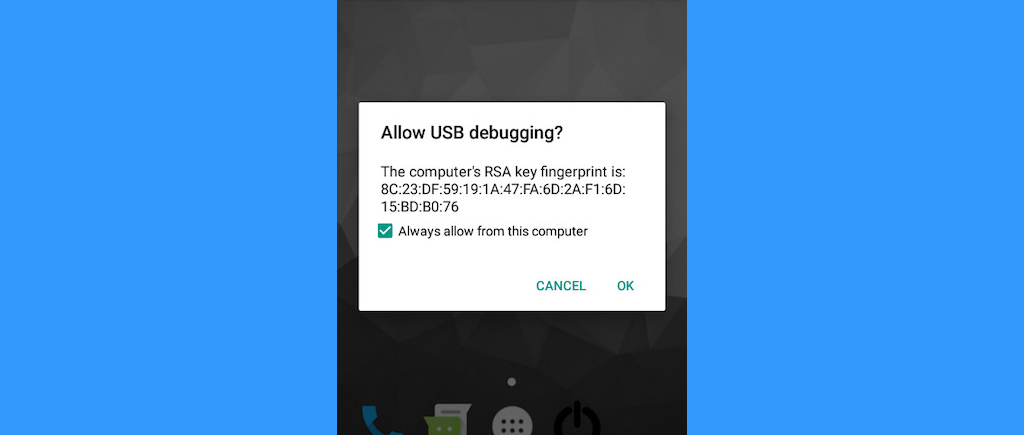 Allow USB debugging?
The computer's RSA key fingerprint is:
8C:23:DF:59:19:1A:47:FA:6D:2A:F1:6D:
15:BD:B0:76
Always allow from this computer
CANCEL OK